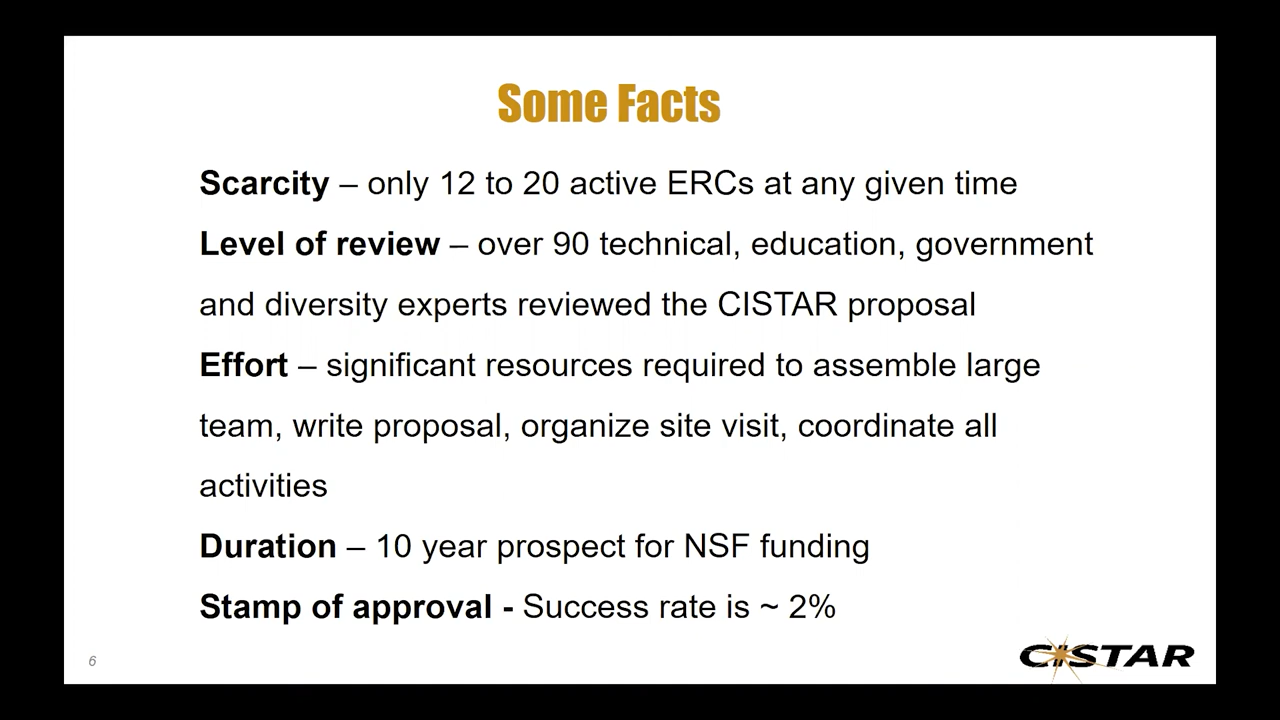 Some Facts
Scarcity – only 12 to 20 active ERCs at any given time
Level of review – over 90 technical, education, government
and diversity experts reviewed the CISTAR proposal
Effort – significant resources required to assemble large
team, write proposal, organize site visit, coordinate all
activities
Duration – 10 year prospect for NSF funding
Stamp of approval - Success rate is ~ 2%
6
CISTAR